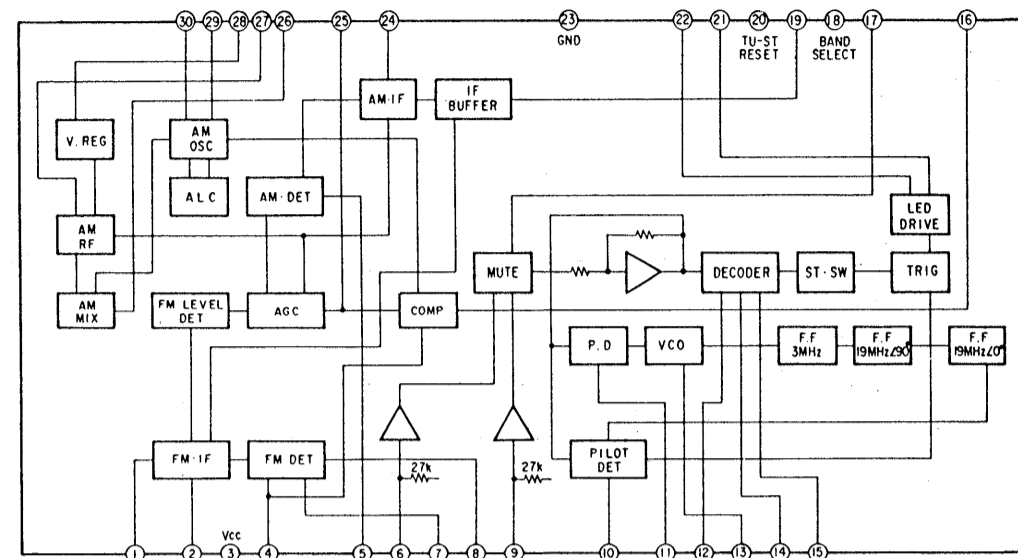 30 29 28 27 26 25 24 23 22 21 20 19 18 17 16
GND
TU-ST
RESET
BAND
SELECT
AM·IF
IF
BUFFER
V.REG
AM
OSC
ALC
AM·DET
LED
DRIVE
AM
RF
MUTE
DECODER
ST·SW
TRIG
AM
MIX
FM LEVEL
DET
AGC
COMP
P.D
VCO
F.F
3MHz
F.F
19MHz∠90°
F.F
19MHz∠0°
FM·IF
FM DET
27k
27k
PILOT
DET
Vcc
1 2 3 4 5 6 7 8 9 10 11 12 13 14 15